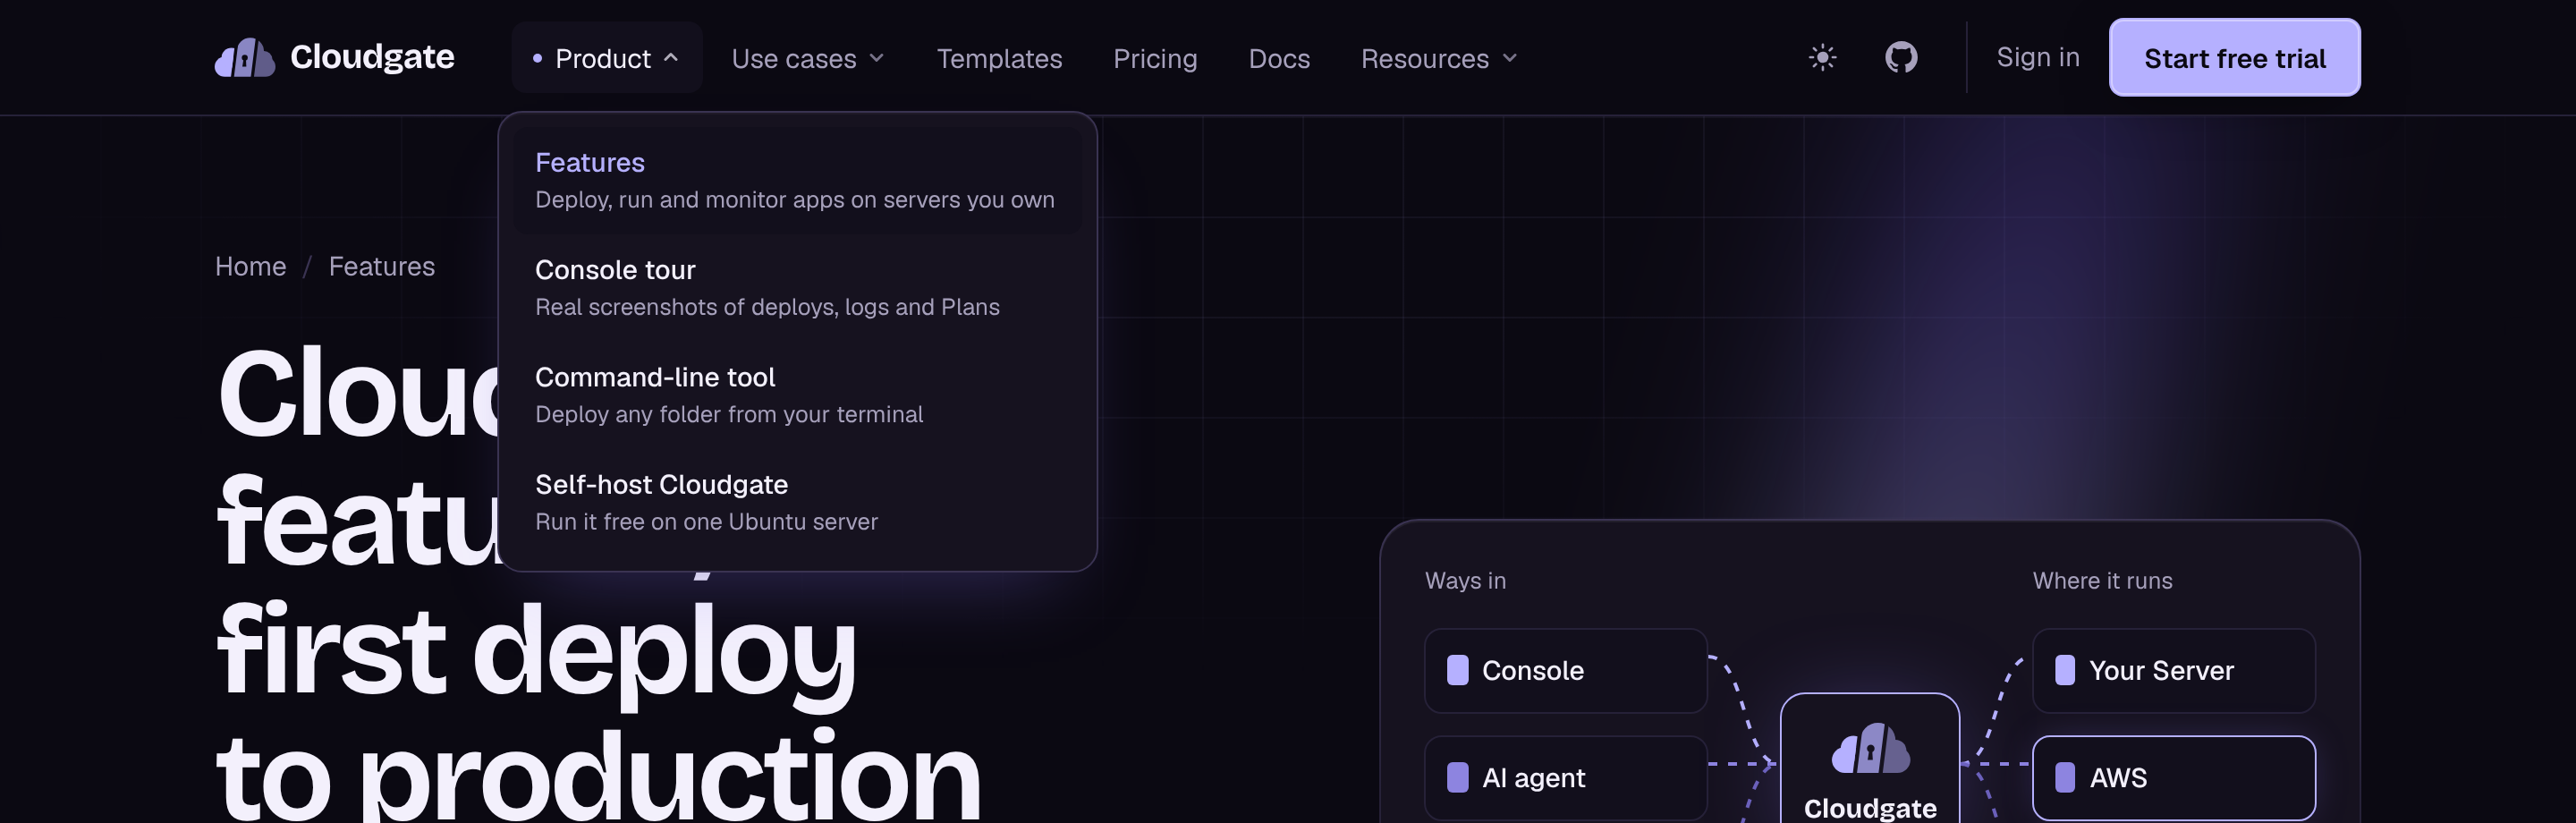 Cloudgate
Product
Use cases
Templates
Pricing
Docs
Resources
Sign in
Start free trial
Features
Deploy, run and monitor apps on servers you own
Console tour
Real screenshots of deploys, logs and Plans
Command-line tool
Deploy any folder from your terminal
Self-host Cloudgate
Run it free on one Ubuntu server
Home / Features
first deploy
to production
Ways in
Console
AI agent
Cloudgate
Where it runs
Your Server
AWS